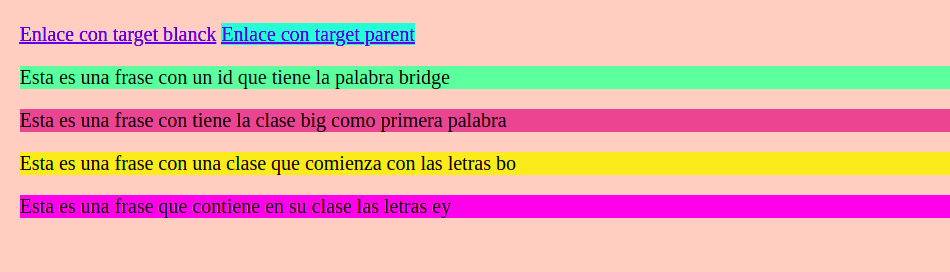 Enlace con target blanck Enlace con target parent
Esta es una frase con un id que tiene la palabra bridge
Esta es una frase con tiene la clase big como primera palabra
Esta es una frase con una clase que comienza con las letras bo
Esta es una frase que contiene en su clase las letras ey